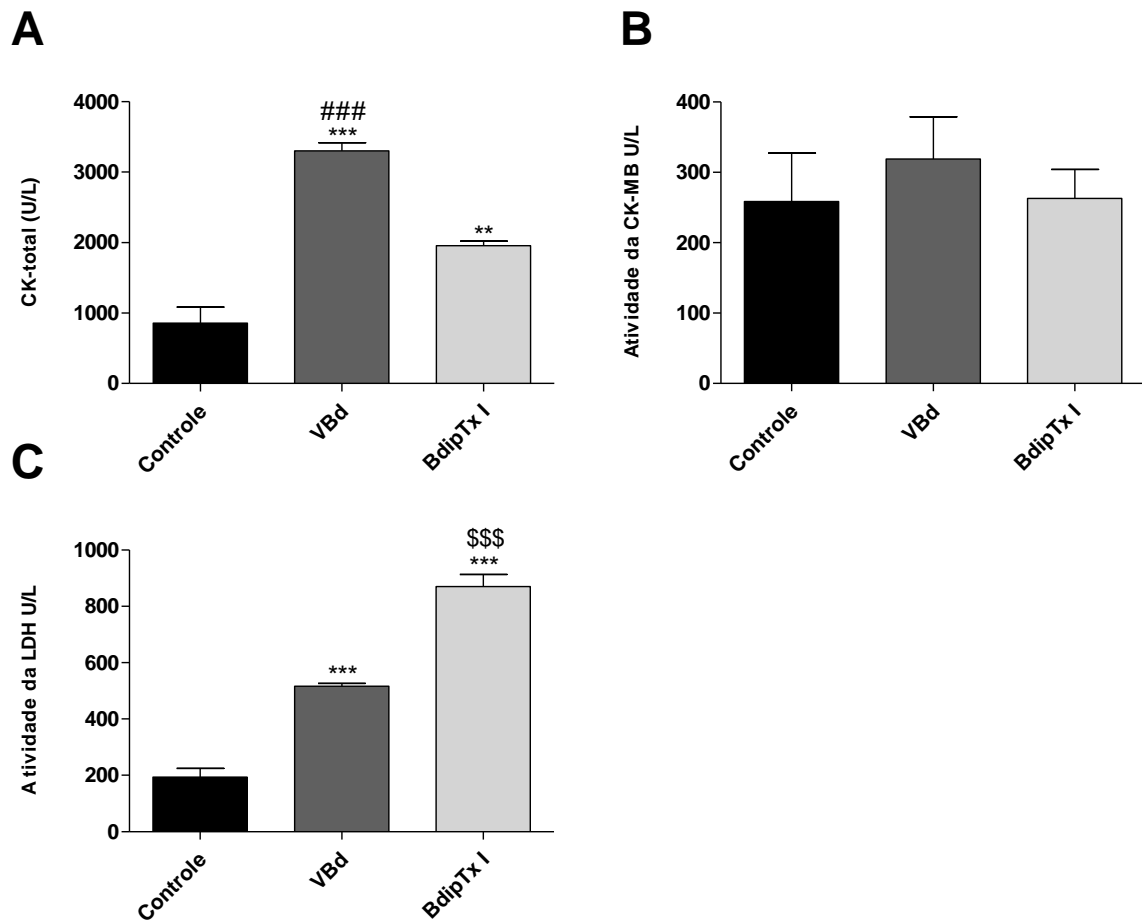 A
CK-total (U/L)
4000
3000
2000
1000
0
###
***
**
Controle
VBd
BdipTx I
B
Atividade da CK-MB U/L
400
300
200
100
0
Controle
VBd
BdipTx I
C
Atividade da LDH U/L
1000
800
600
400
200
0
***
$$$
***
Controle
VBd
BdipTx I